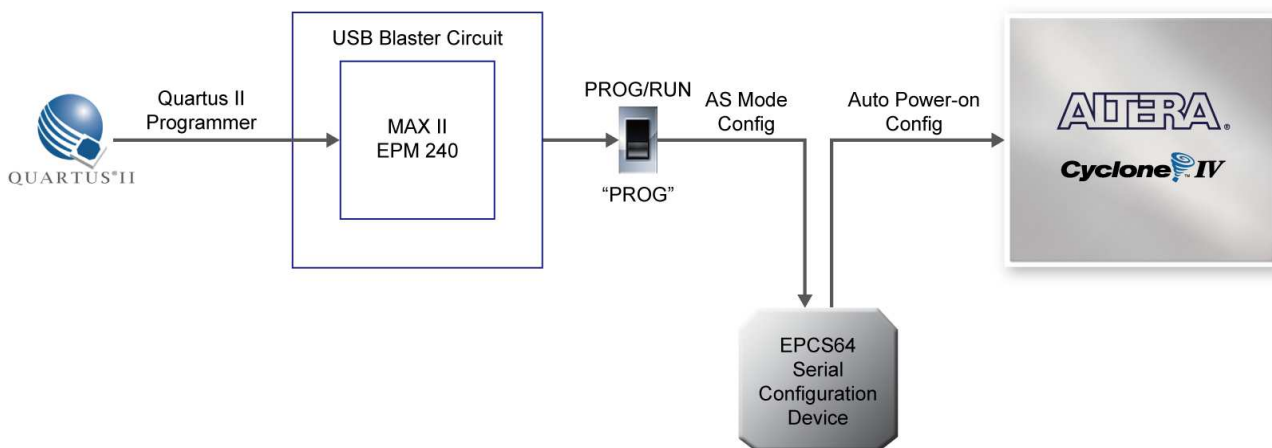 USB Blaster Circuit
MAX II
EPM 240
Quartus II
Programmer
QUARTUS®II
PROG/RUN
“PROG”
AS Mode
Config
Auto Power-on
Config
ALTERA®
Cyclone™ IV
EPCS64
Serial
Configuration
Device